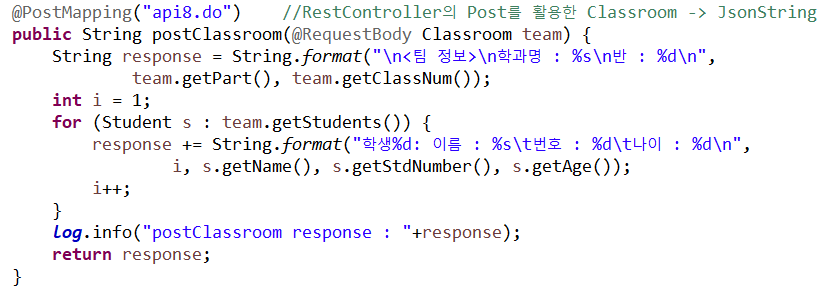 @PostMapping("api8.do")    //RestController의 Post를 활용한 Classroom -> JsonString
public String postClassroom(@RequestBody Classroom team) {
    String response = String.format("\n<팀 정보>\n학과명 : %s\n반 : %d\n",
            team.getPart(), team.getClassNum());
    int i = 1;
    for (Student s : team.getStudents()) {
        response += String.format("학생%d: 이름 : %s\t번호 : %d\t나이 : %d\n",
                i, s.getName(), s.getStdNumber(), s.getAge());
        i++;
    }
    log.info("postClassroom response : "+response);
    return response;
}